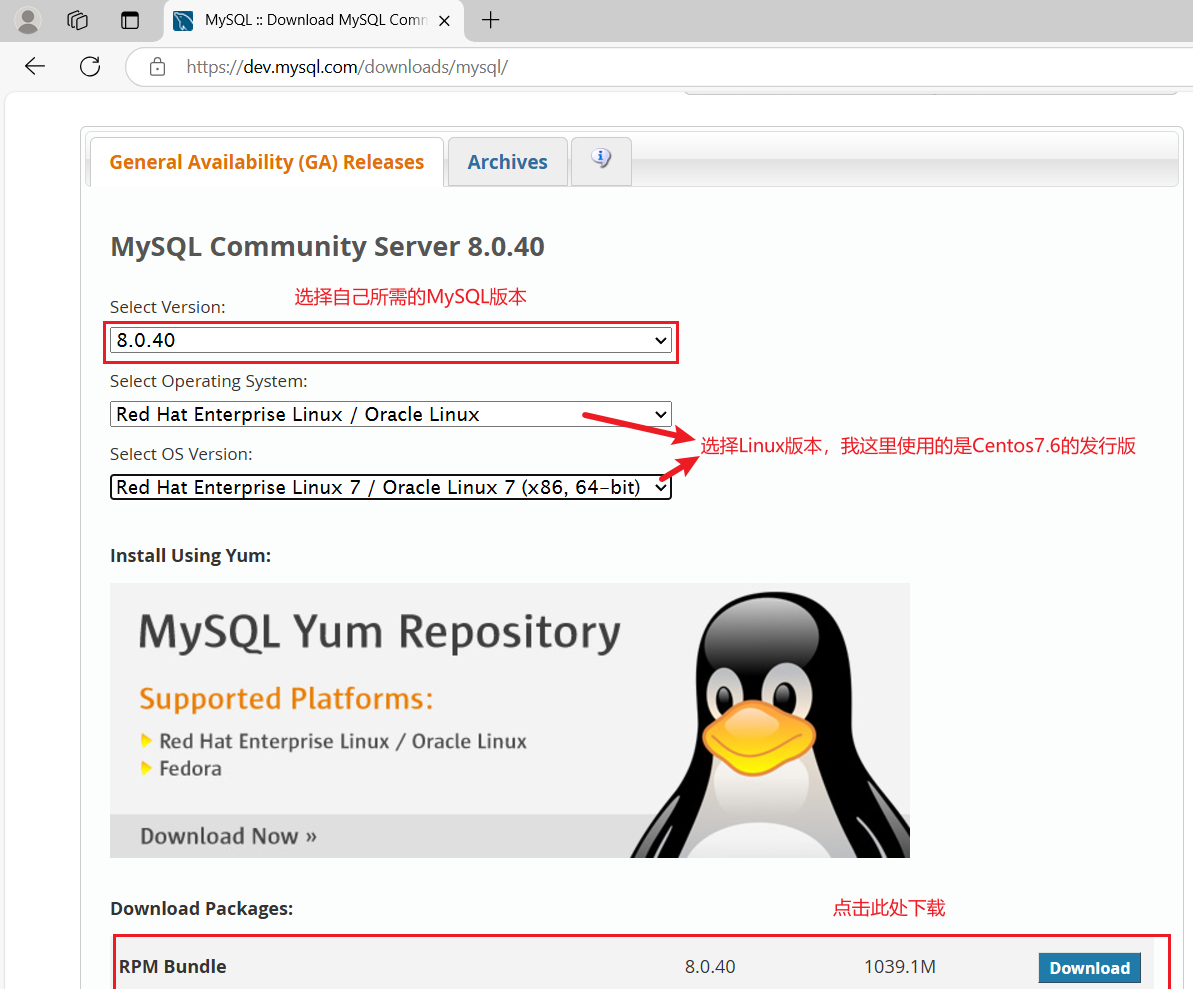 MySQL :: Download MySQL Comm
https://dev.mysql.com/downloads/mysql/
General Availability (GA) Releases
Archives
MySQL Community Server 8.0.40
选择自己所需的MySQL版本
Select Version:
8.0.40
Select Operating System:
Red Hat Enterprise Linux / Oracle Linux
选择Linux版本，我这里使用的是Centos7.6的发行版
Select OS Version:
Red Hat Enterprise Linux 7 / Oracle Linux 7 (x86, 64-bit)
Install Using Yum:
MySQL Yum Repository
Supported Platforms:
Red Hat Enterprise Linux / Oracle Linux
Fedora
Download Now »
Download Packages:
点击此处下载
RPM Bundle 8.0.40 1039.1M Download